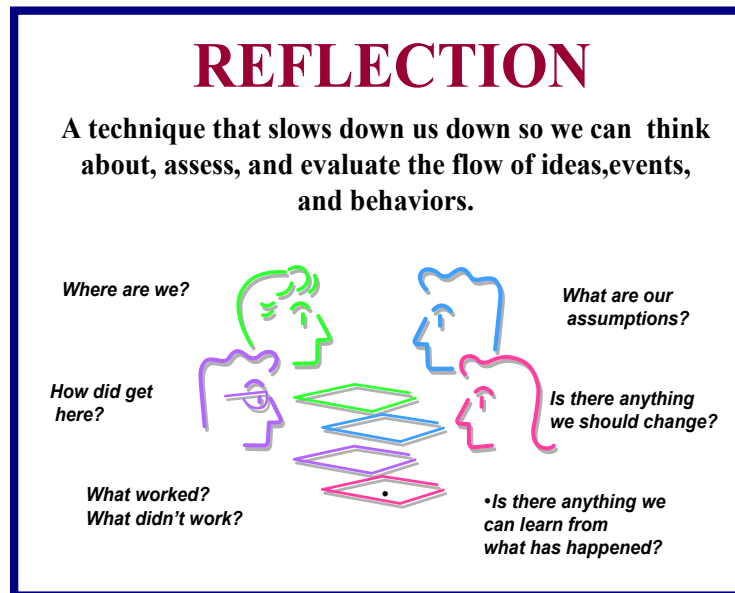 REFLECTION
A technique that slows down us down so we can think
about, assess, and evaluate the flow of ideas,events,
and behaviors.
Where are we?
What are our
assumptions?
How did get
here?
Is there anything
we should change?
What worked?
What didn't work?
•Is there anything we
can learn from
what has happened?